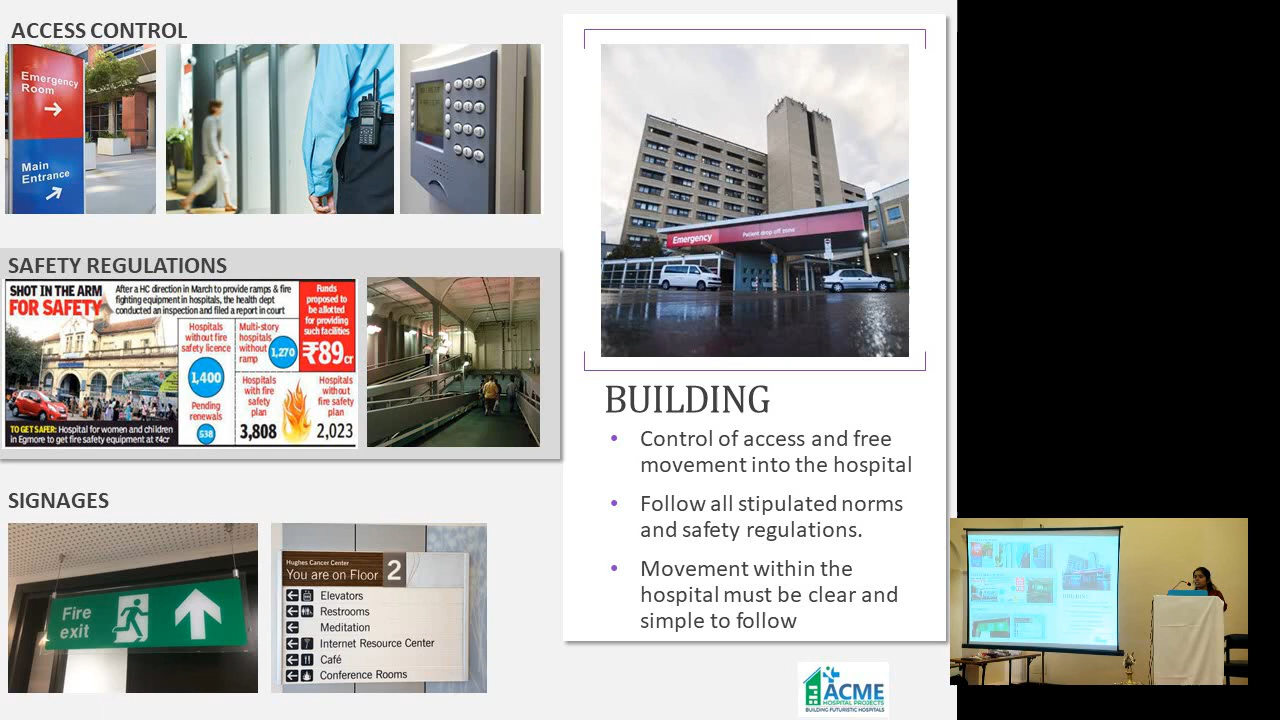 ACCESS CONTROL
Emergency
Room
Main
Entrance
SAFETY REGULATIONS
SHOT IN THE ARM
FOR SAFETY
After a HC direction in March to provide ramps & fire
fighting equipment in hospitals, the health dept
conducted an inspection and filed a report in court
Funds
proposed to
be allotted
for providing
such facilities
₹89cr
Hospitals
without fire
safety licence
1,400
Pending
renewals
538
Multi-story
hospitals
without
ramp
1,270
Hospitals
with fire
safety
plan
3,808
Hospitals
without
fire safety
plan
2,023
TO GET SAFER: Hospital for women and children
in Egmore to get fire safety equipment at ₹4cr
SIGNAGES
Fire
exit
Hughes Cancer Center
You are on Floor 2
Elevators
Restrooms
Meditation
Internet Resource Center
Café
Conference Rooms
Emergency
Patient drop off zone
BUILDING
• Control of access and free
movement into the hospital
• Follow all stipulated norms
and safety regulations.
• Movement within the
hospital must be clear and
simple to follow
ACME
HOSPITAL PROJECTS
BUILDING FUTURISTIC HOSPITALS